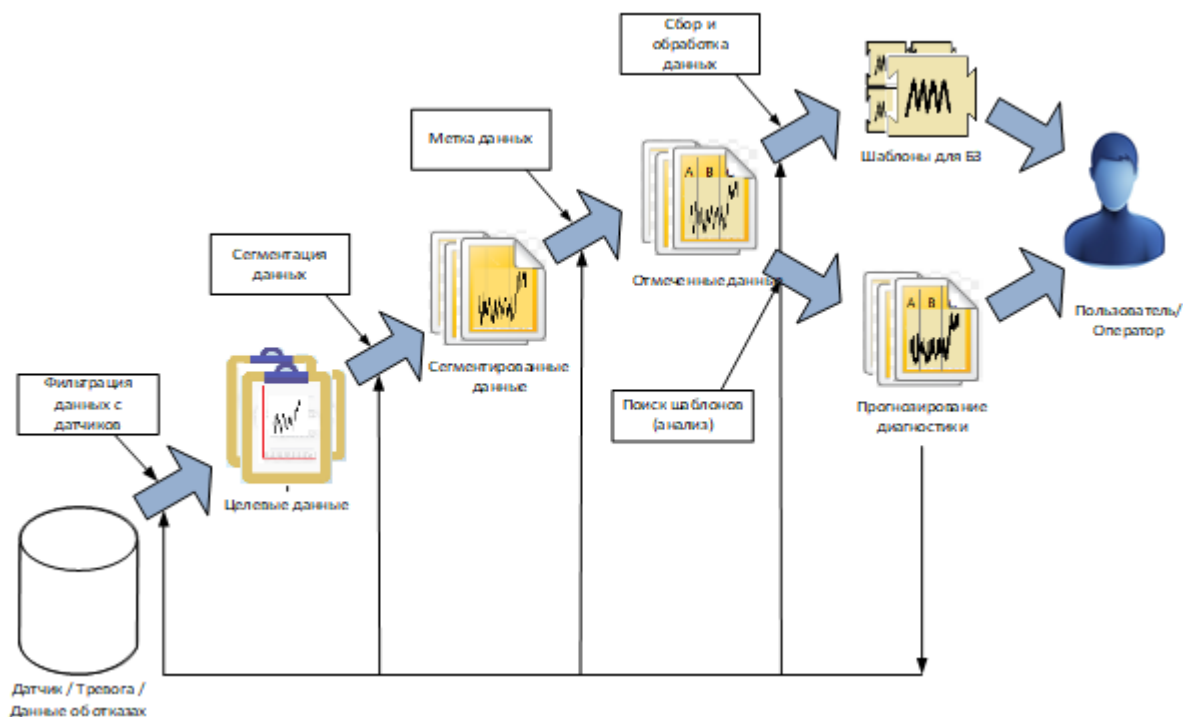 Сбор и
обработка
данных
Метка данных
Шаблоны для БЗ
Сегментация
данных
Отмеченные данные
A B
Пользователь/
Оператор
Сегментированные
данные
A B
Фильтрация
данных с
датчиков
Поиск шаблонов
(анализ)
Прогнозирование
диагностики
Целевые данные
Датчик / Тревога /
Данные об отказах